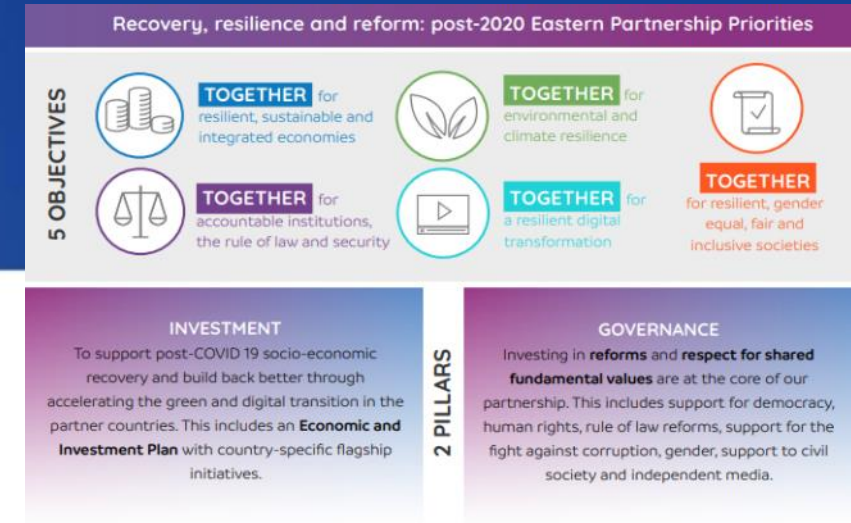 Recovery, resilience and reform: post-2020 Eastern Partnership Priorities
5 OBJECTIVES
TOGETHER for
resilient, sustainable and
integrated economies
TOGETHER for
accountable institutions,
the rule of law and security
TOGETHER for
environmental and
climate resilience
TOGETHER for
a resilient digital
transformation
TOGETHER
for resilient, gender
equal, fair and
inclusive societies
INVESTMENT
To support post-COVID 19 socio-economic
recovery and build back better through
accelerating the green and digital transition in the
partner countries. This includes an Economic and
Investment Plan with country-specific flagship
initiatives.
2 PILLARS
GOVERNANCE
Investing in reforms and respect for shared
fundamental values are at the core of our
partnership. This includes support for democracy,
human rights, rule of law reforms, support for the
fight against corruption, gender, support to civil
society and independent media.